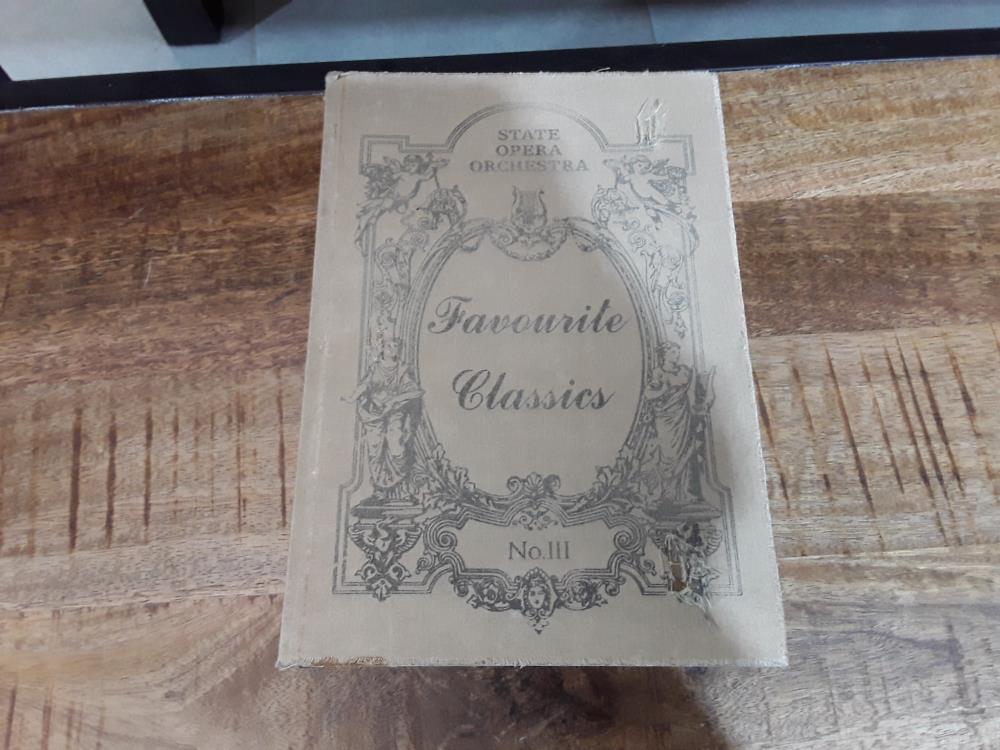 STATE
OPERA
ORCHESTRA
Favourite
Classics
No.III